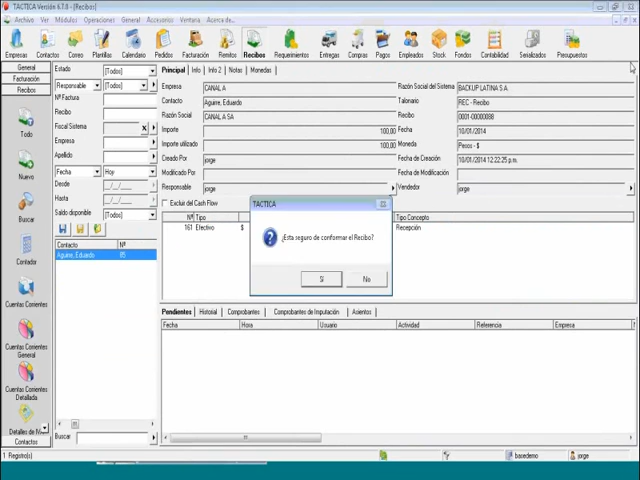 TACTICA Versión 6.7.8 - [Recibos]
Archivo Ver Módulos Operaciones General Accesorios Ventana Acerca de...
Empresas Contactos Correo Plantillas Calendario Pedidos Facturación Remitos Recibos Requerimientos Entregas Compras Pagos Empleados Stock Fondos Contabilidad Serializados Presupuestos
General
Facturación
Recibos
Todo
Nuevo
Buscar
Contador
Cuentas Corrientes
Cuentas Corrientes General
Cuentas Corrientes Detallada
Contactos
Estado [Todos]
Responsable [Todos]
Nº Factura
Recibo
Fiscal Sistema X
Empresa
Apellido
Fecha Hoy
Desde __/__/__
Hasta __/__/__
Saldo disponible [Todos]
Contacto Nº
Aguirre, Eduardo 85
Buscar
Principal Info Info 2 Notas Monedas
Empresa CANAL A
Contacto Aguirre, Eduardo
Razón Social CANAL A SA
Importe 100,00
Importe utilizado 100,00
Creado Por jorge
Modificado Por
Responsable jorge
Razón Social del Sistema BACKUP LATINA S.A.
Talonario REC - Recibo
Recibo 0001-00000088
Fecha 10/01/2014
Moneda Pesos - $
Fecha de Creación 10/01/2014 12:22:25 p.m.
Fecha de Modificación
Vendedor jorge
Excluir del Cash Flow
Nº Tipo Tipo Concepto
161 Efectivo $ Recepción
TACTICA
¿Esta seguro de conformar el Recibo?
Sí No
Pendientes Historial Comprobantes Comprobantes de Imputación Asientos
Fecha Hora Usuario Actividad Referencia Empresa
1 Registro(s) basedemo jorge